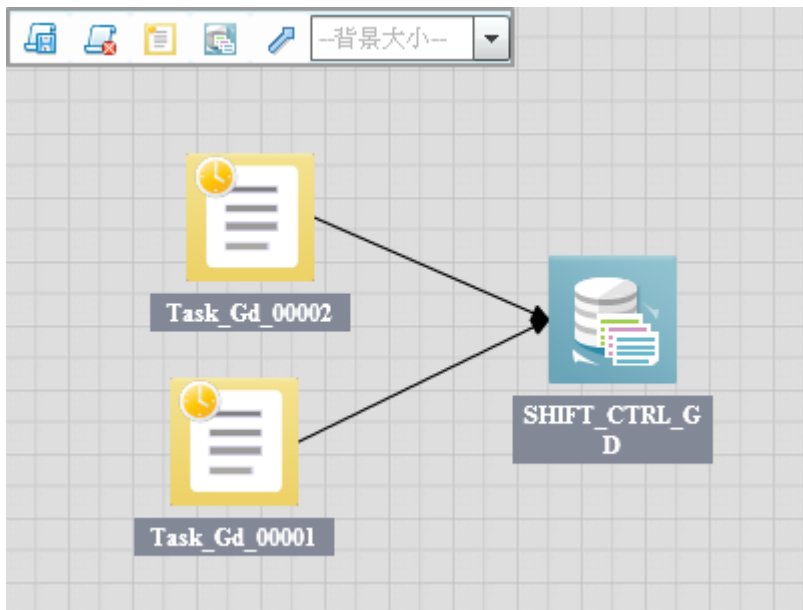 --背景大小--
Task_Gd_00002
SHIFT_CTRL_G
D
Task_Gd_00001